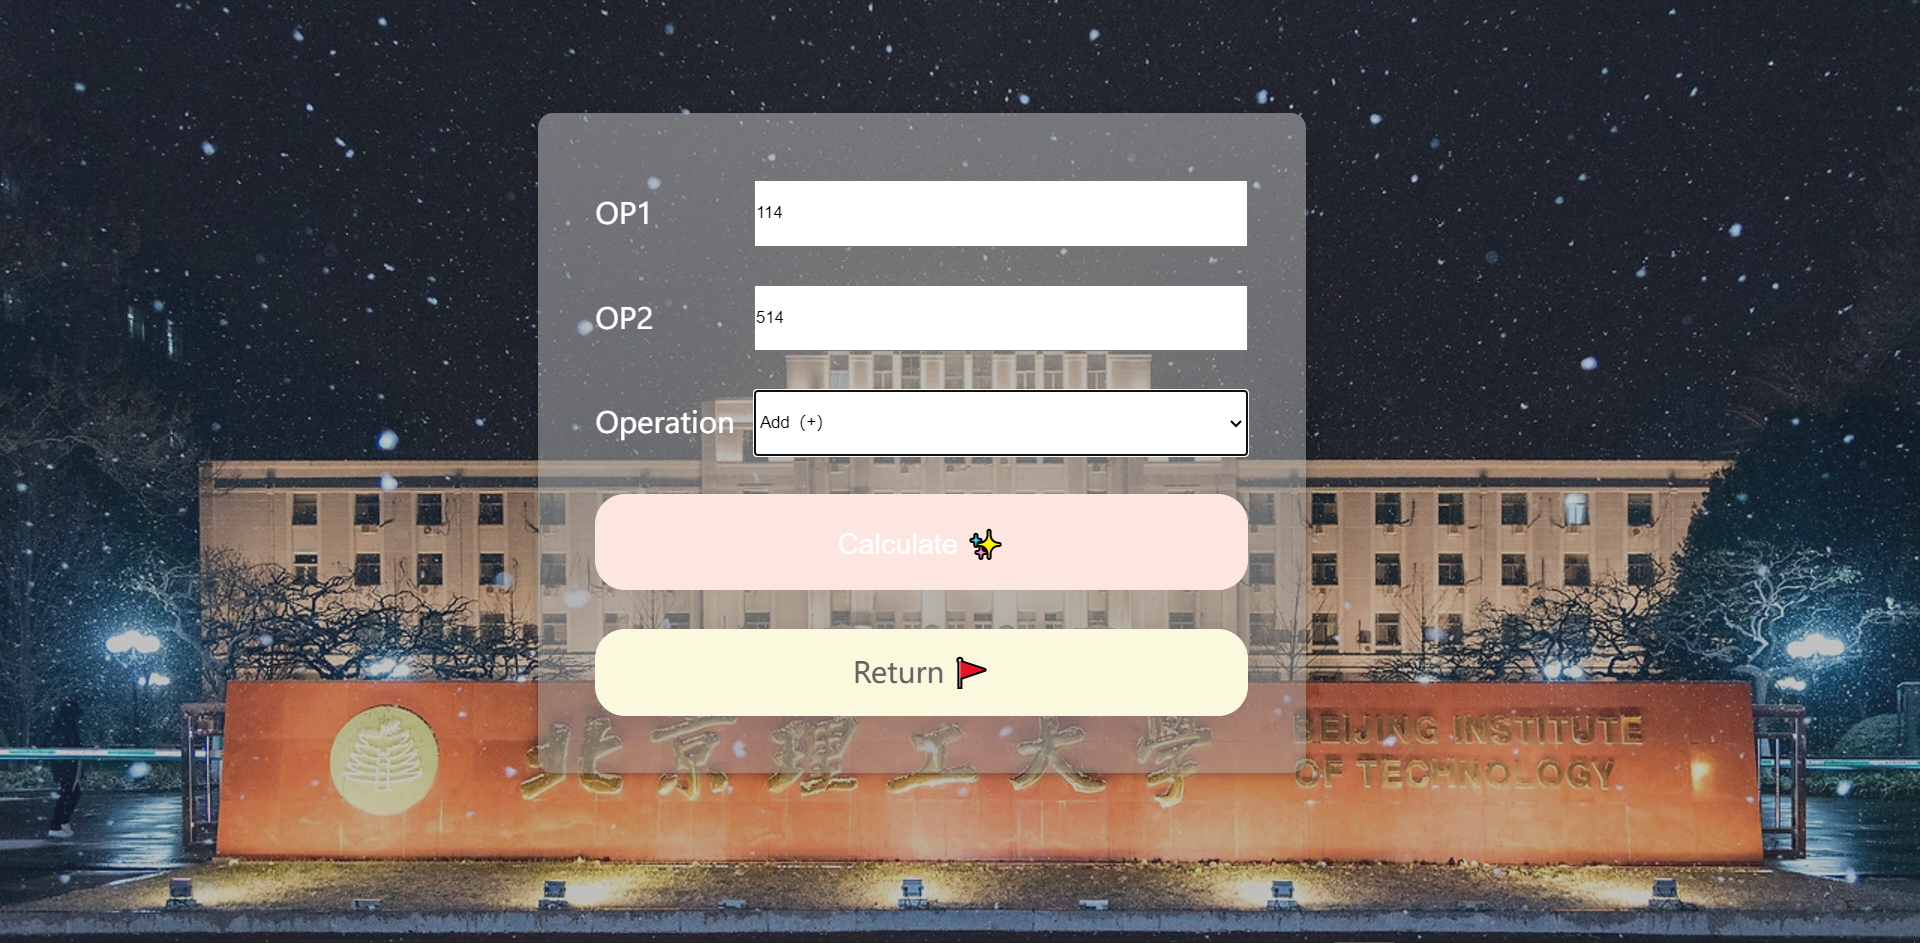 OP1
114
OP2
514
Operation
Add (+)
Calculate ✨
Return 🚩
北京理工大学
BEIJING INSTITUTE
OF TECHNOLOGY